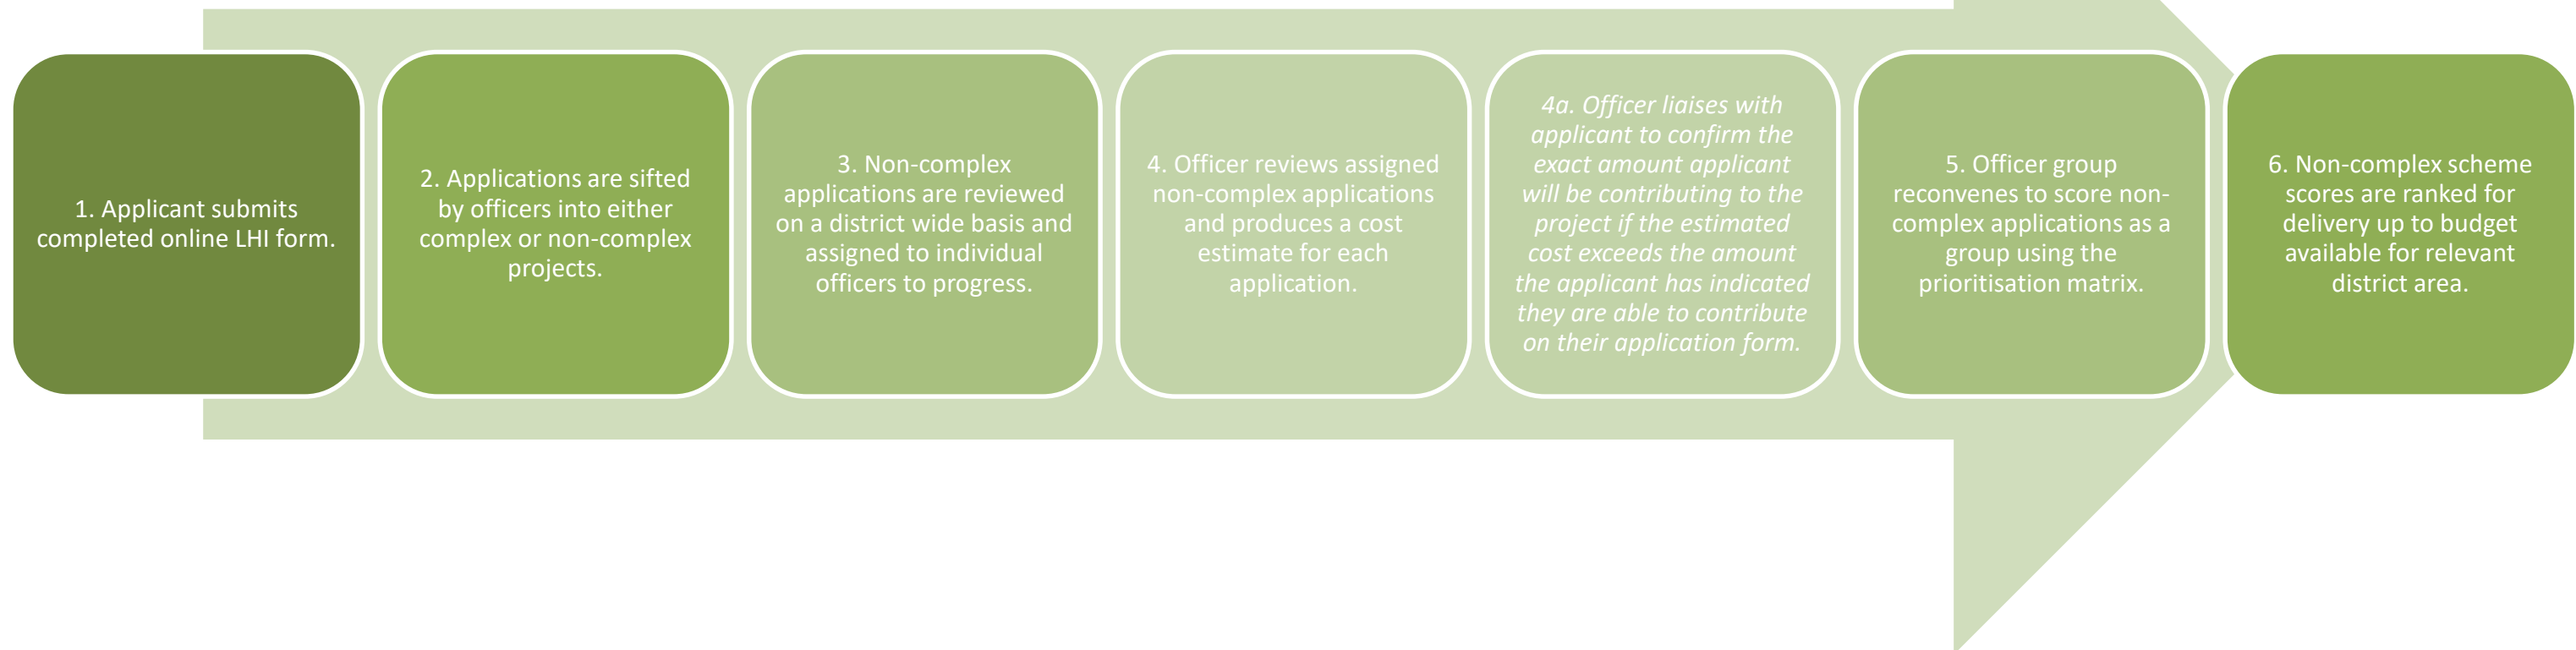 1. Applicant submits
completed online LHI form.
2. Applications are sifted
by officers into either
complex or non-complex
projects.
3. Non-complex
applications are reviewed
on a district wide basis and
assigned to individual
officers to progress.
4. Officer reviews assigned
non-complex applications
and produces a cost
estimate for each
application.
4a. Officer liaises with
applicant to confirm the
exact amount applicant
will be contributing to the
project if the estimated
cost exceeds the amount
the applicant has indicated
they are able to contribute
on their application form.
5. Officer group
reconvenes to score non-
complex applications as a
group using the
prioritisation matrix.
6. Non-complex scheme
scores are ranked for
delivery up to budget
available for relevant
district area.